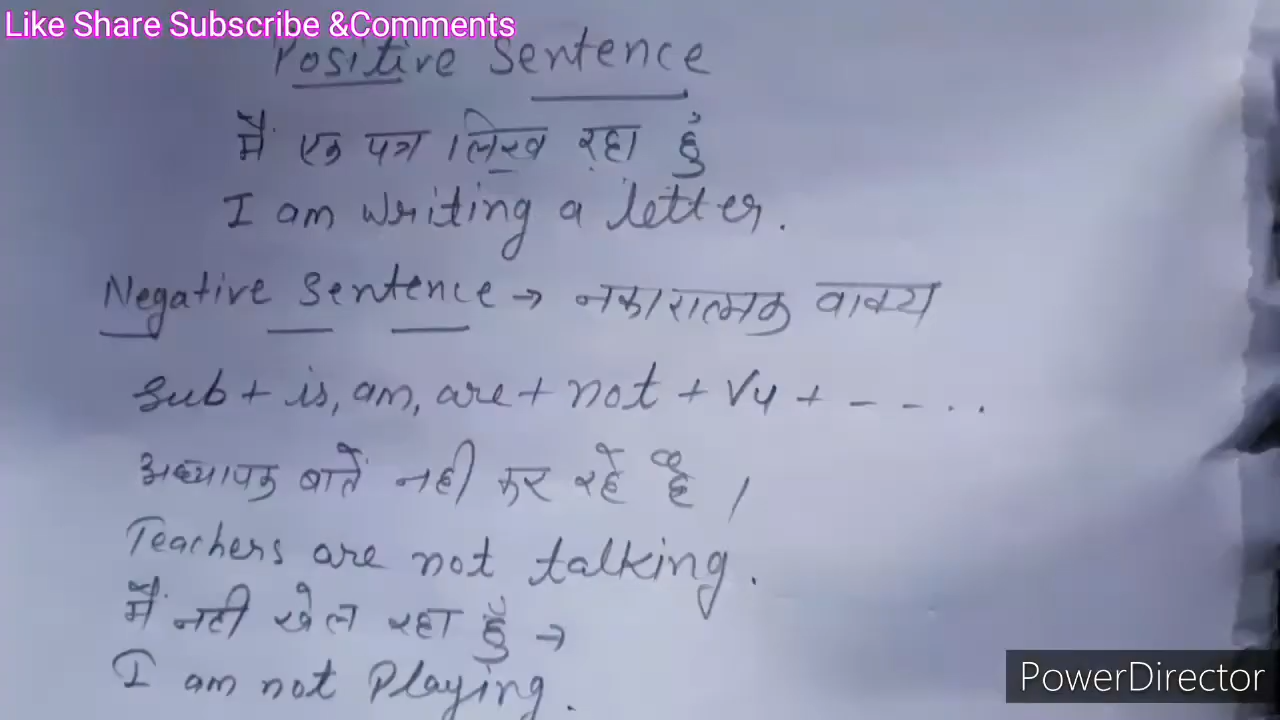 Like Share Subscribe &Comments
Positive Sentence
मैं एक पत्र लिख रहा हूँ
I am writing a letter.
Negative Sentence → नकारात्मक वाक्य
Sub + is, am, are + not + V4 + - - . . .
अध्यापक बातें नही कर रहे है ।
Teachers are not talking.
मैं नही खेल रहा हूँ →
I am not Playing.
PowerDirector